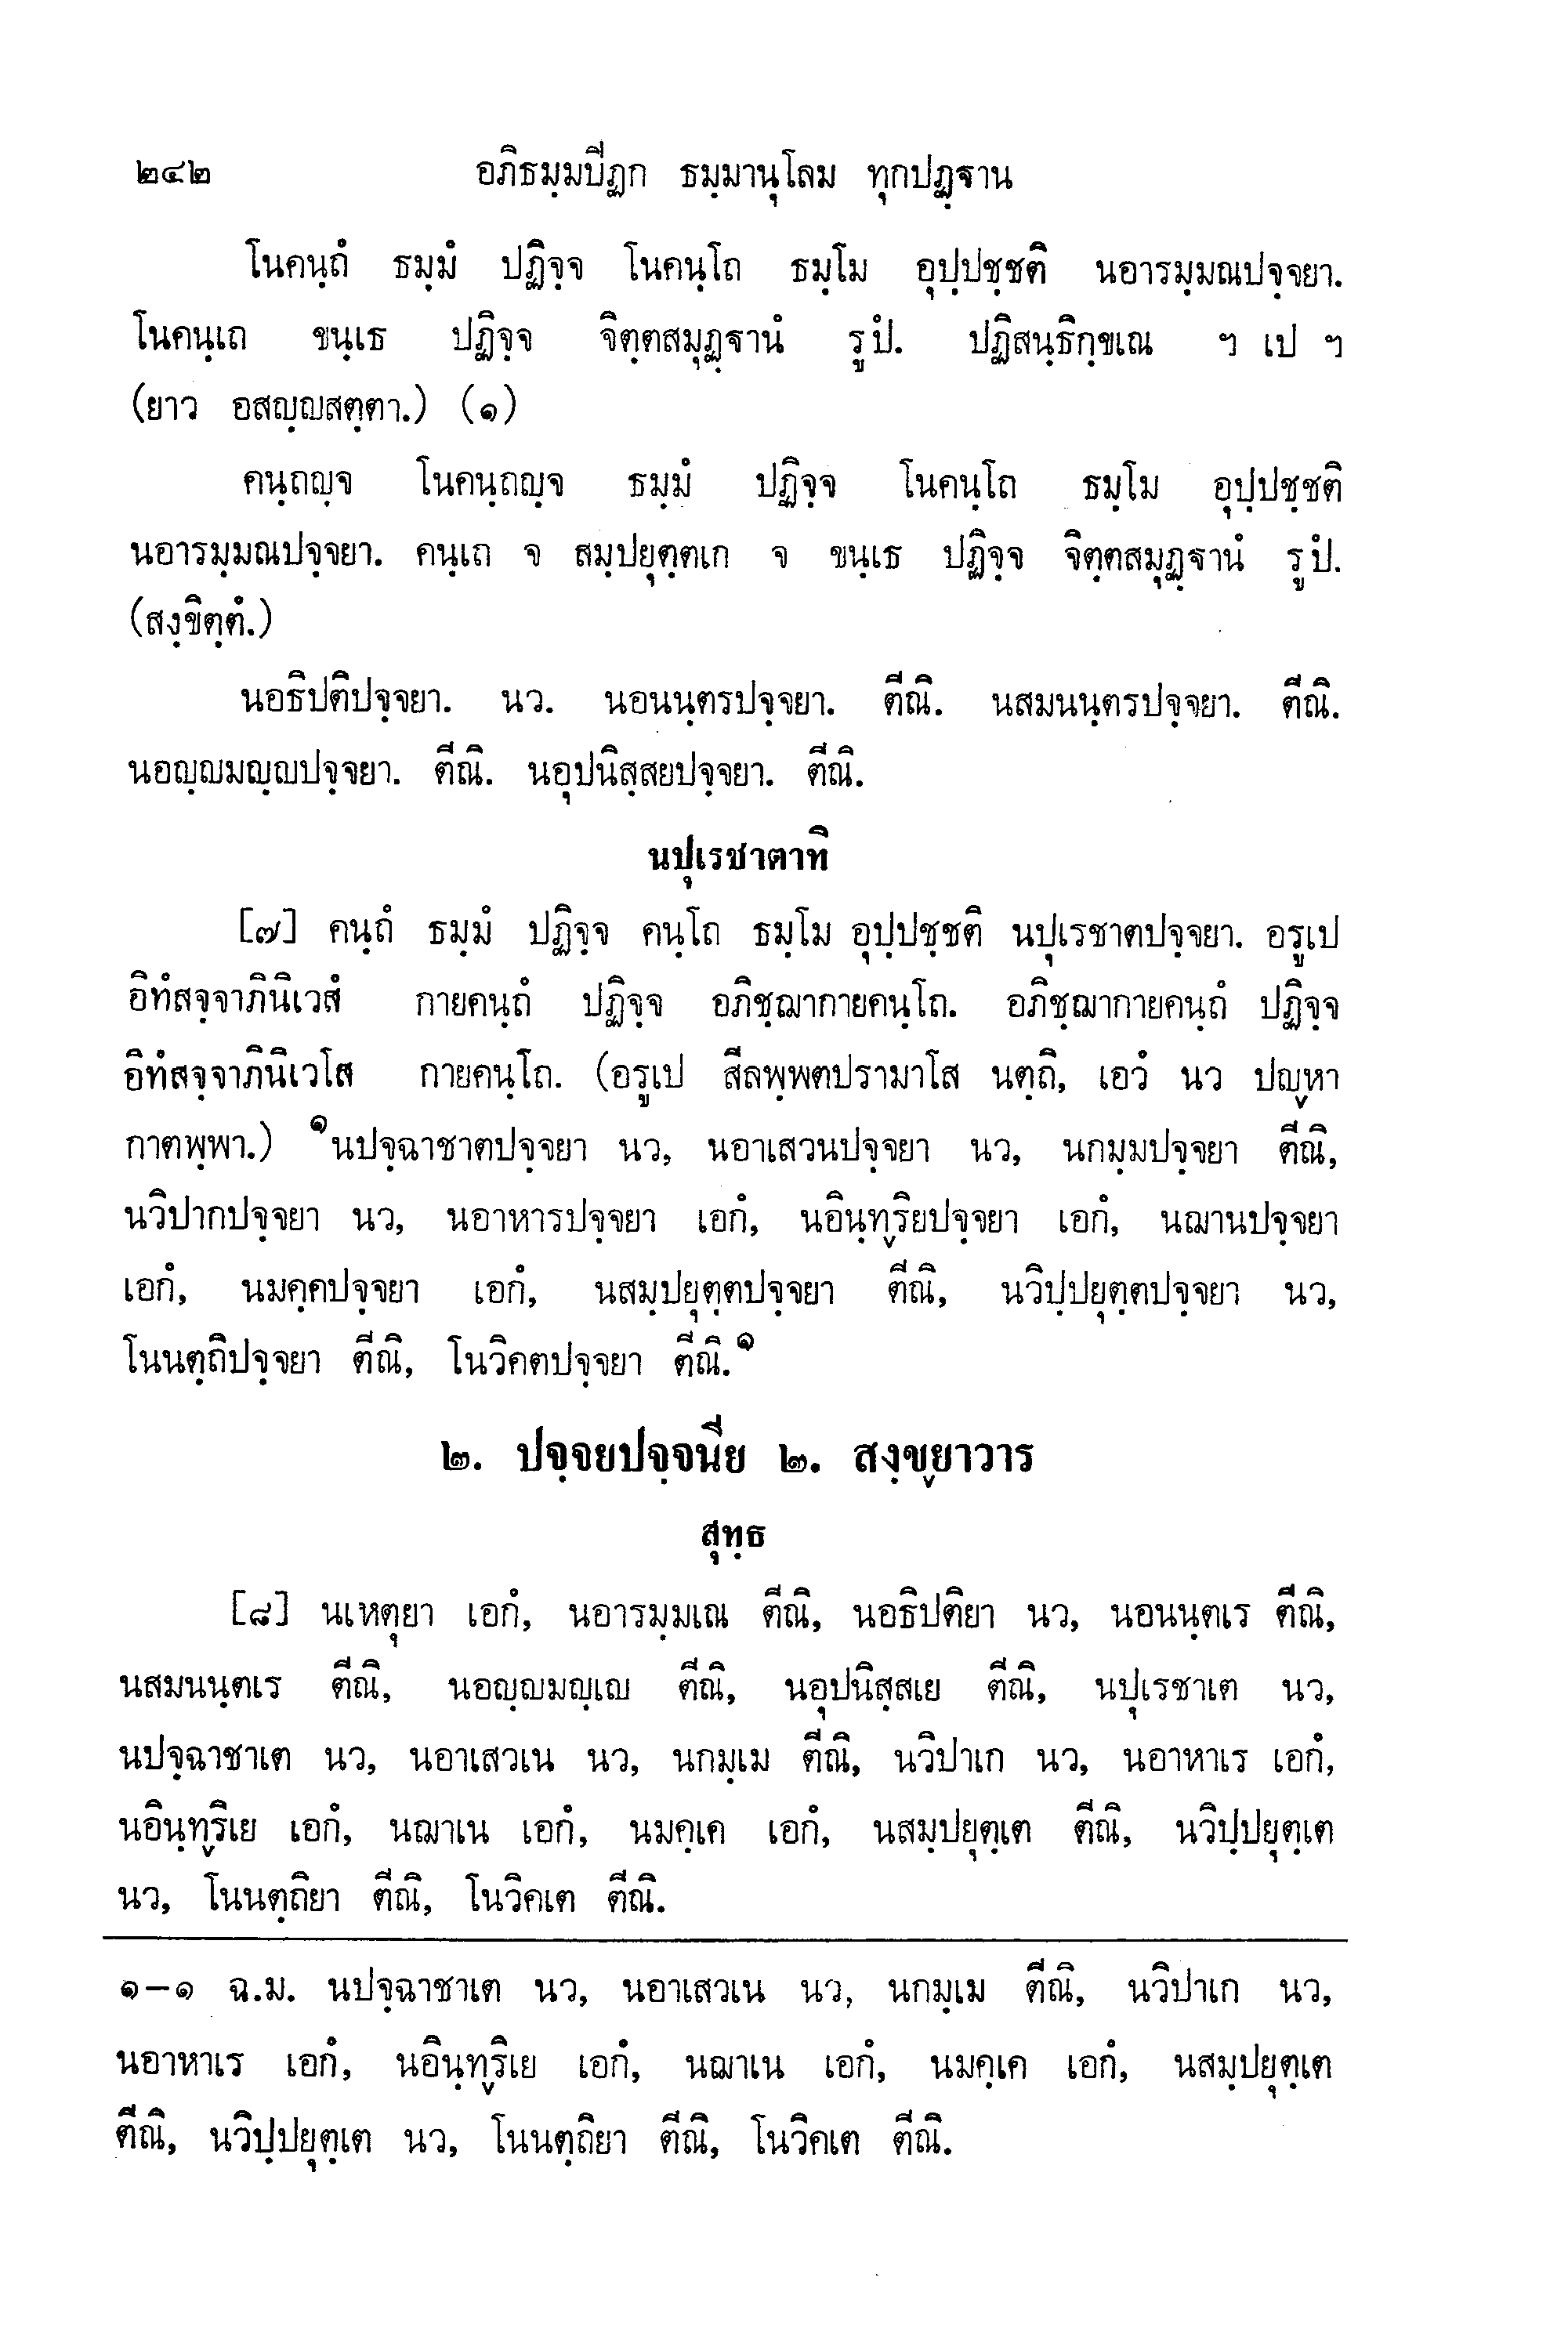 ๒๔๒ อภิธมฺมปิฏก ธมฺมานุโลม ทุกปฏฺฐาน
โนคนฺถํ ธมฺมํ ปฏิจฺจ โนคนฺโถ ธมฺโม อุปฺปชฺชติ นอารมฺมณปจฺจยา.
โนคนฺเถ ขนฺเธ ปฏิจฺจ จิตฺตสมุฏฺฐานํ รูปํ. ปฏิสนฺธิกฺขเณ ฯ เป ฯ
(ยาว อสญฺญสตฺตา.) (๑)
คนฺถญฺจ โนคนฺถญฺจ ธมฺมํ ปฏิจฺจ โนคนฺโถ ธมฺโม อุปฺปชฺชติ
นอารมฺมณปจฺจยา. คนฺเถ จ สมฺปยุตฺตเก จ ขนฺเธ ปฏิจฺจ จิตฺตสมุฏฺฐานํ รูปํ.
(สงฺขิตฺตํ.)
นอธิปติปจฺจยา. นว. นอนนฺตรปจฺจยา. ตีณิ. นสมนนฺตรปจฺจยา. ตีณิ.
นอญฺญมญฺญปจฺจยา. ตีณิ. นอุปนิสฺสยปจฺจยา. ตีณิ.
นปุเรชาตาทิ
[๗] คนฺถํ ธมฺมํ ปฏิจฺจ คนฺโถ ธมฺโม อุปฺปชฺชติ นปุเรชาตปจฺจยา. อรูเป
อิทํสจฺจาภินิเวสํ กายคนฺถํ ปฏิจฺจ อภิชฺฌากายคนฺโถ. อภิชฺฌากายคนฺถํ ปฏิจฺจ
อิทํสจฺจาภินิเวโส กายคนฺโถ. (อรูเป สีลพฺพตปรามาโส นตฺถิ, เอวํ นว ปญฺหา
กาตพฺพา.) ๑นปจฺฉาชาตปจฺจยา นว, นอาเสวนปจฺจยา นว, นกมฺมปจฺจยา ตีณิ,
นวิปากปจฺจยา นว, นอาหารปจฺจยา เอกํ, นอินฺทฺริยปจฺจยา เอกํ, นฌานปจฺจยา
เอกํ, นมคฺคปจฺจยา เอกํ, นสมฺปยุตฺตปจฺจยา ตีณิ, นวิปฺปยุตฺตปจฺจยา นว,
โนนตฺถิปจฺจยา ตีณิ, โนวิคตปจฺจยา ตีณิ.๑
๒. ปจฺจยปจฺจนีย ๒. สงฺขฺยาวาร
สุทฺธ
[๘] นเหตุยา เอกํ, นอารมฺมเณ ตีณิ, นอธิปติยา นว, นอนนฺตเร ตีณิ,
นสมนนฺตเร ตีณิ, นอญฺญมญฺเญ ตีณิ, นอุปนิสฺสเย ตีณิ, นปุเรชาเต นว,
นปจฺฉาชาเต นว, นอาเสวเน นว, นกมฺเม ตีณิ, นวิปาเก นว, นอาหาเร เอกํ,
นอินฺทฺริเย เอกํ, นฌาเน เอกํ, นมคฺเค เอกํ, นสมฺปยุตฺเต ตีณิ, นวิปฺปยุตฺเต
นว, โนนตฺถิยา ตีณิ, โนวิคเต ตีณิ.
๑–๑ ฉ.ม. นปจฺฉาชาเต นว, นอาเสวเน นว, นกมฺเม ตีณิ, นวิปาเก นว,
นอาหาเร เอกํ, นอินฺทฺริเย เอกํ, นฌาเน เอกํ, นมคฺเค เอกํ, นสมฺปยุตฺเต
ตีณิ, นวิปฺปยุตฺเต นว, โนนตฺถิยา ตีณิ, โนวิคเต ตีณิ.